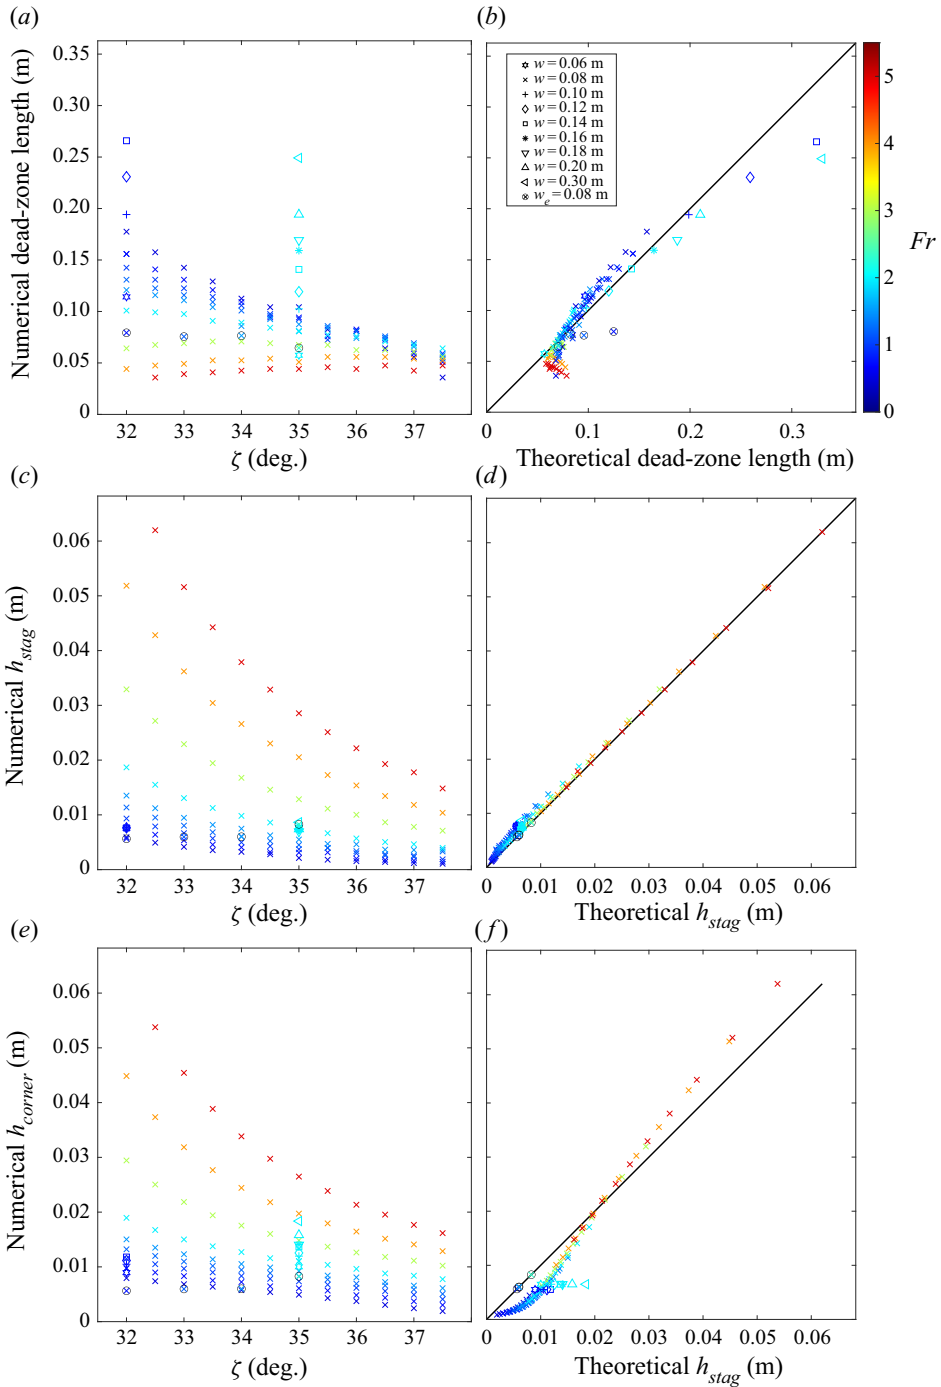 (a)
(b)
0.35
0.30
0.25
0.20
0.15
0.10
0.05
0
Numerical dead-zone length (m)
32
33
34
35
36
37
ζ (deg.)
w = 0.06 m
w = 0.08 m
w = 0.10 m
w = 0.12 m
w = 0.14 m
w = 0.16 m
w = 0.18 m
w = 0.20 m
w = 0.30 m
w_e = 0.08 m
0
0.1
0.2
0.3
Theoretical dead-zone length (m)
5
4
3
2
1
0
Fr
(c)
(d)
0.06
0.05
0.04
0.03
0.02
0.01
0
Numerical h_stag (m)
32
33
34
35
36
37
ζ (deg.)
0
0.01
0.02
0.03
0.04
0.05
0.06
Theoretical h_stag (m)
(e)
(f)
0.06
0.05
0.04
0.03
0.02
0.01
0
Numerical h_corner (m)
32
33
34
35
36
37
ζ (deg.)
0
0.01
0.02
0.03
0.04
0.05
0.06
Theoretical h_stag (m)